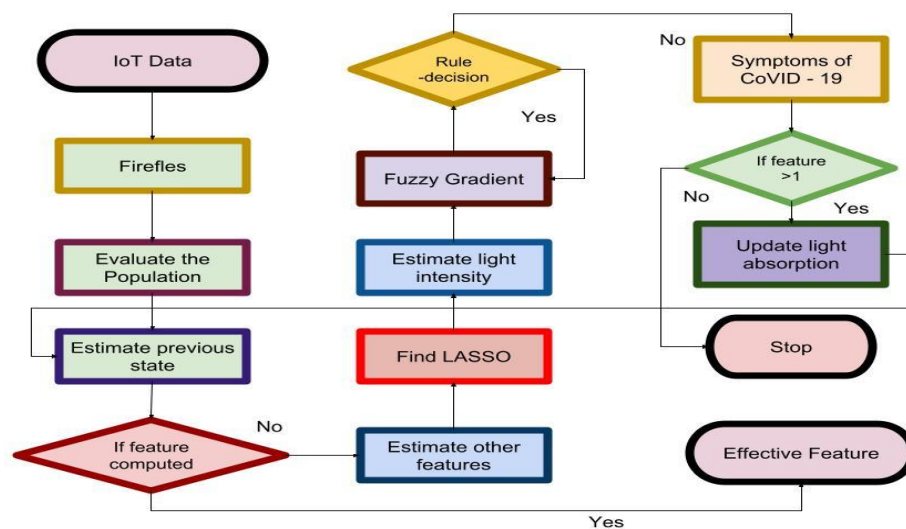 IoT Data
Firefles
Evaluate the
Population
Estimate previous
state
If feature
computed
No
Yes
Estimate other
features
Find LASSO
Estimate light
intensity
Fuzzy Gradient
Rule
-decision
Yes
No
Symptoms of
CoVID - 19
If feature
>1
No
Yes
Update light
absorption
Stop
Effective Feature